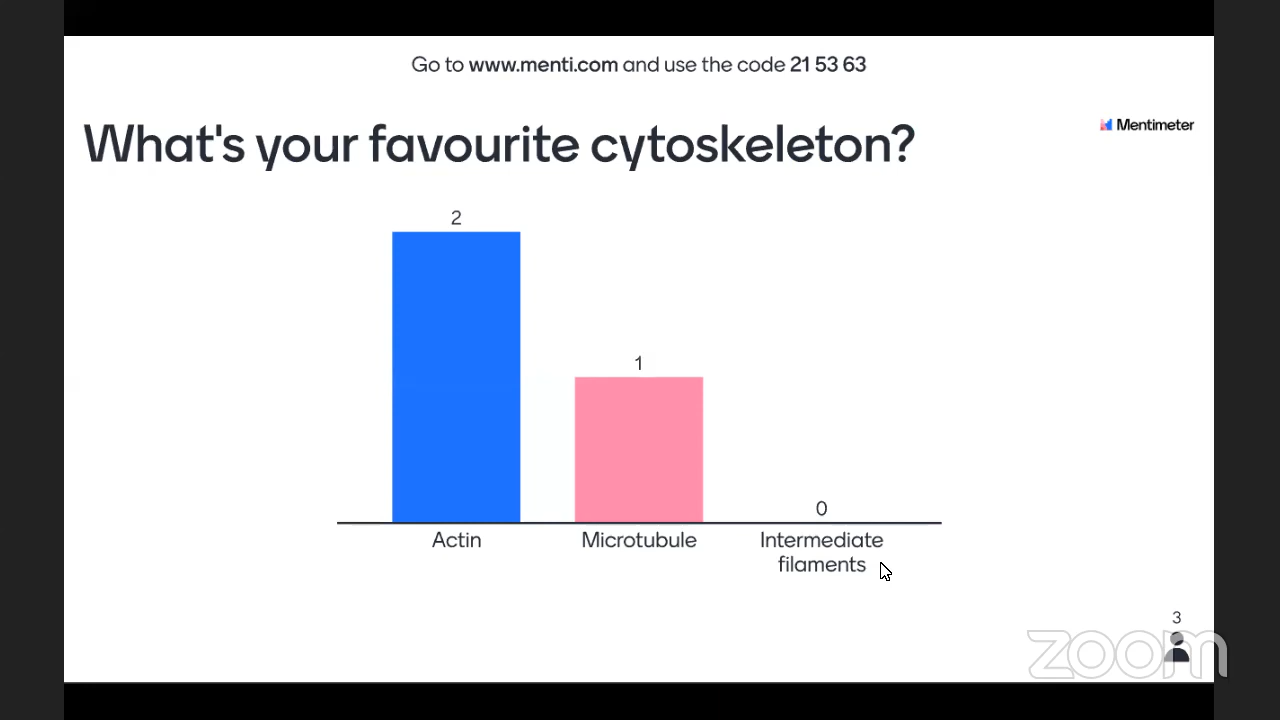 Go to www.menti.com and use the code 21 53 63
Mentimeter
What's your favourite cytoskeleton?
2
1
0
Actin
Microtubule
Intermediate
filaments
3
zoom